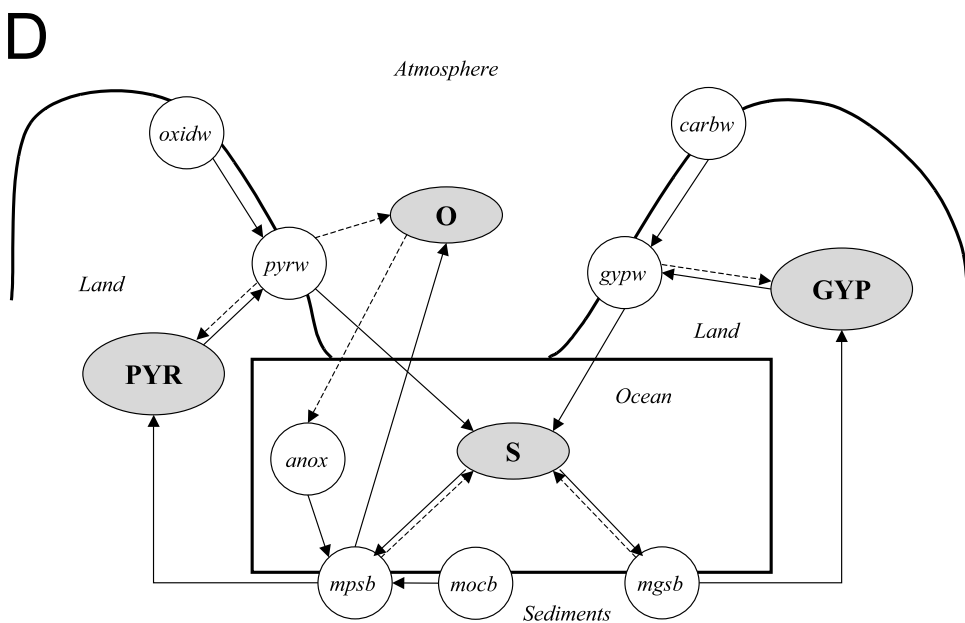 D
Atmosphere
oxidw
carbw
O
pyrw
gypw
Land
GYP
Land
PYR
Ocean
S
anox
mpsb
mocb
mgsb
Sediments